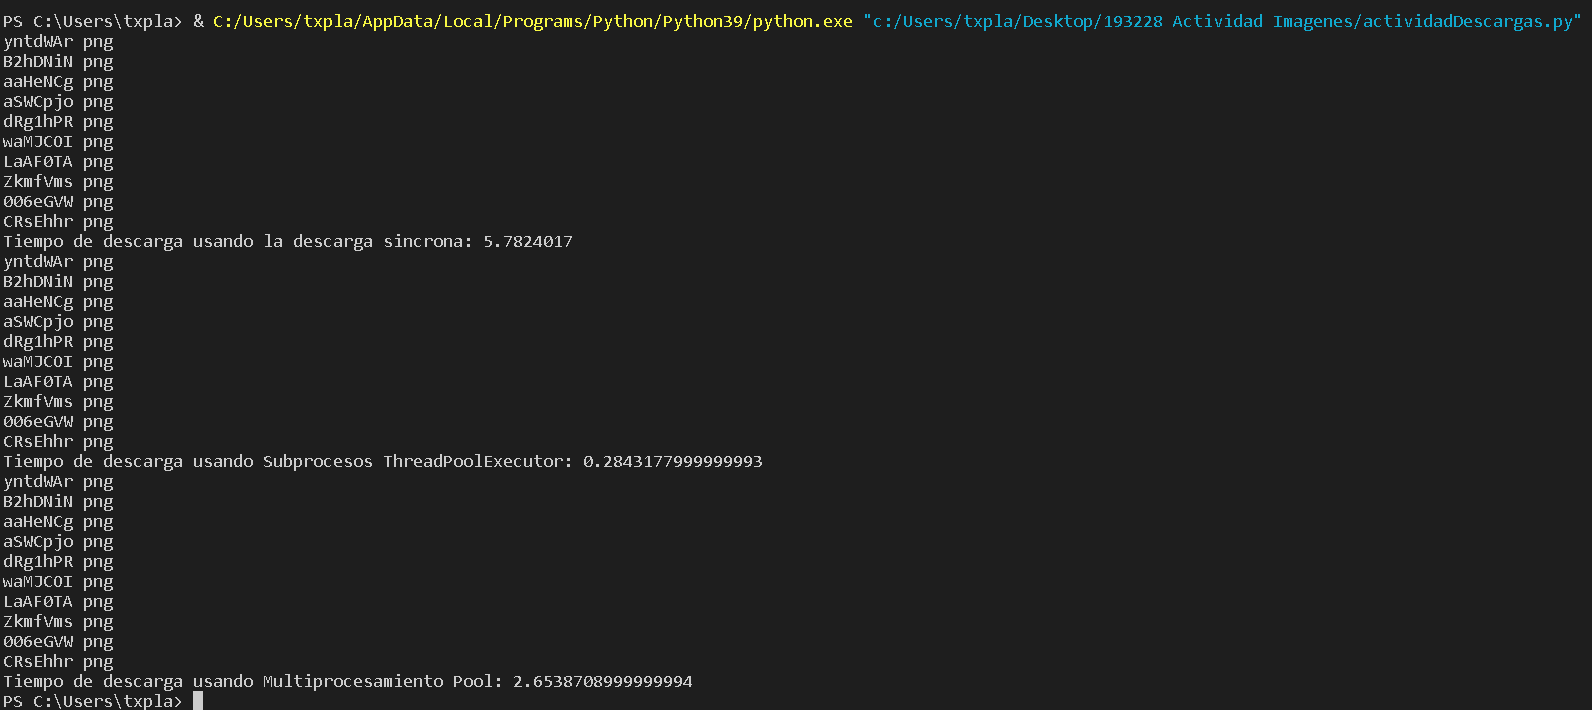 PS C:\Users\txpla> & C:/Users/txpla/AppData/Local/Programs/Python/Python39/python.exe "c:/Users/txpla/Desktop/193228 Actividad Imagenes/actividadDescargas.py"
yntdWAr png
B2hDNiN png
aaHeNCg png
aSWCpjo png
dRg1hPR png
waMJCOI png
LaAF0TA png
ZkmfVms png
006eGVW png
CRsEhhr png
Tiempo de descarga usando la descarga sincrona: 5.7824017
yntdWAr png
B2hDNiN png
aaHeNCg png
aSWCpjo png
dRg1hPR png
waMJCOI png
LaAF0TA png
ZkmfVms png
006eGVW png
CRsEhhr png
Tiempo de descarga usando Subprocesos ThreadPoolExecutor: 0.2843177999999993
yntdWAr png
B2hDNiN png
aaHeNCg png
aSWCpjo png
dRg1hPR png
waMJCOI png
LaAF0TA png
ZkmfVms png
006eGVW png
CRsEhhr png
Tiempo de descarga usando Multiprocesamiento Pool: 2.6538708999999994
PS C:\Users\txpla>